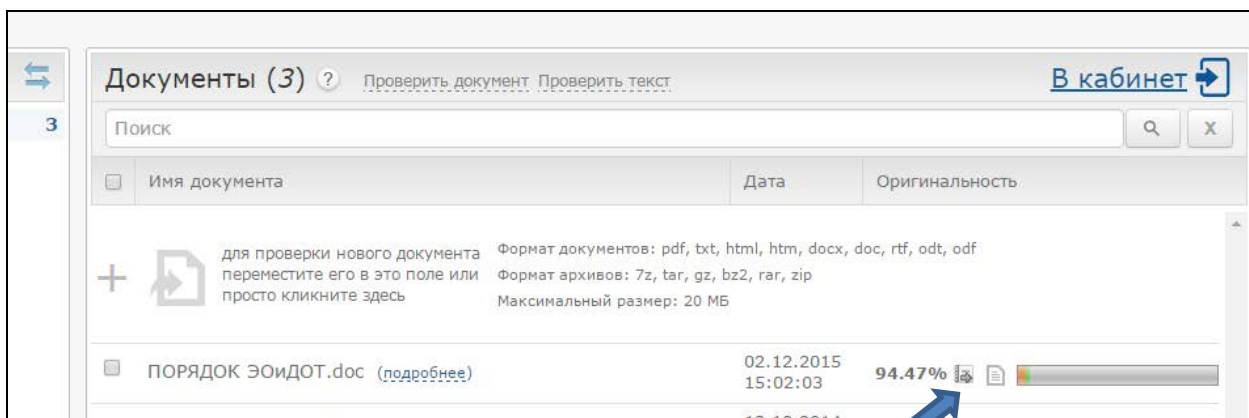 Документы (3) ? Проверить документ Проверить текст В кабинет
3
Поиск X
Имя документа Дата Оригинальность
для проверки нового документа
переместите его в это поле или
просто кликните здесь
Формат документов: pdf, txt, html, htm, docx, doc, rtf, odt, odf
Формат архивов: 7z, tar, gz, bz2, rar, zip
Максимальный размер: 20 МБ
ПОРЯДОК ЭОиДОТ.doc (подробнее) 02.12.2015 94.47%
15:02:03